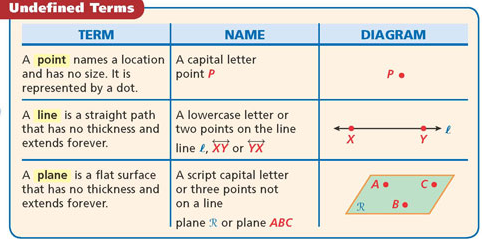 Undefined Terms
TERM
NAME
DIAGRAM
A point names a location
and has no size. It is
represented by a dot.
A capital letter
point P
P
A line is a straight path
that has no thickness and
extends forever.
A lowercase letter or
two points on the line
line ℓ, XY or YX
X
Y
ℓ
A plane is a flat surface
that has no thickness and
extends forever.
A script capital letter
or three points not
on a line
plane ℛ or plane ABC
A
C
B
ℛ